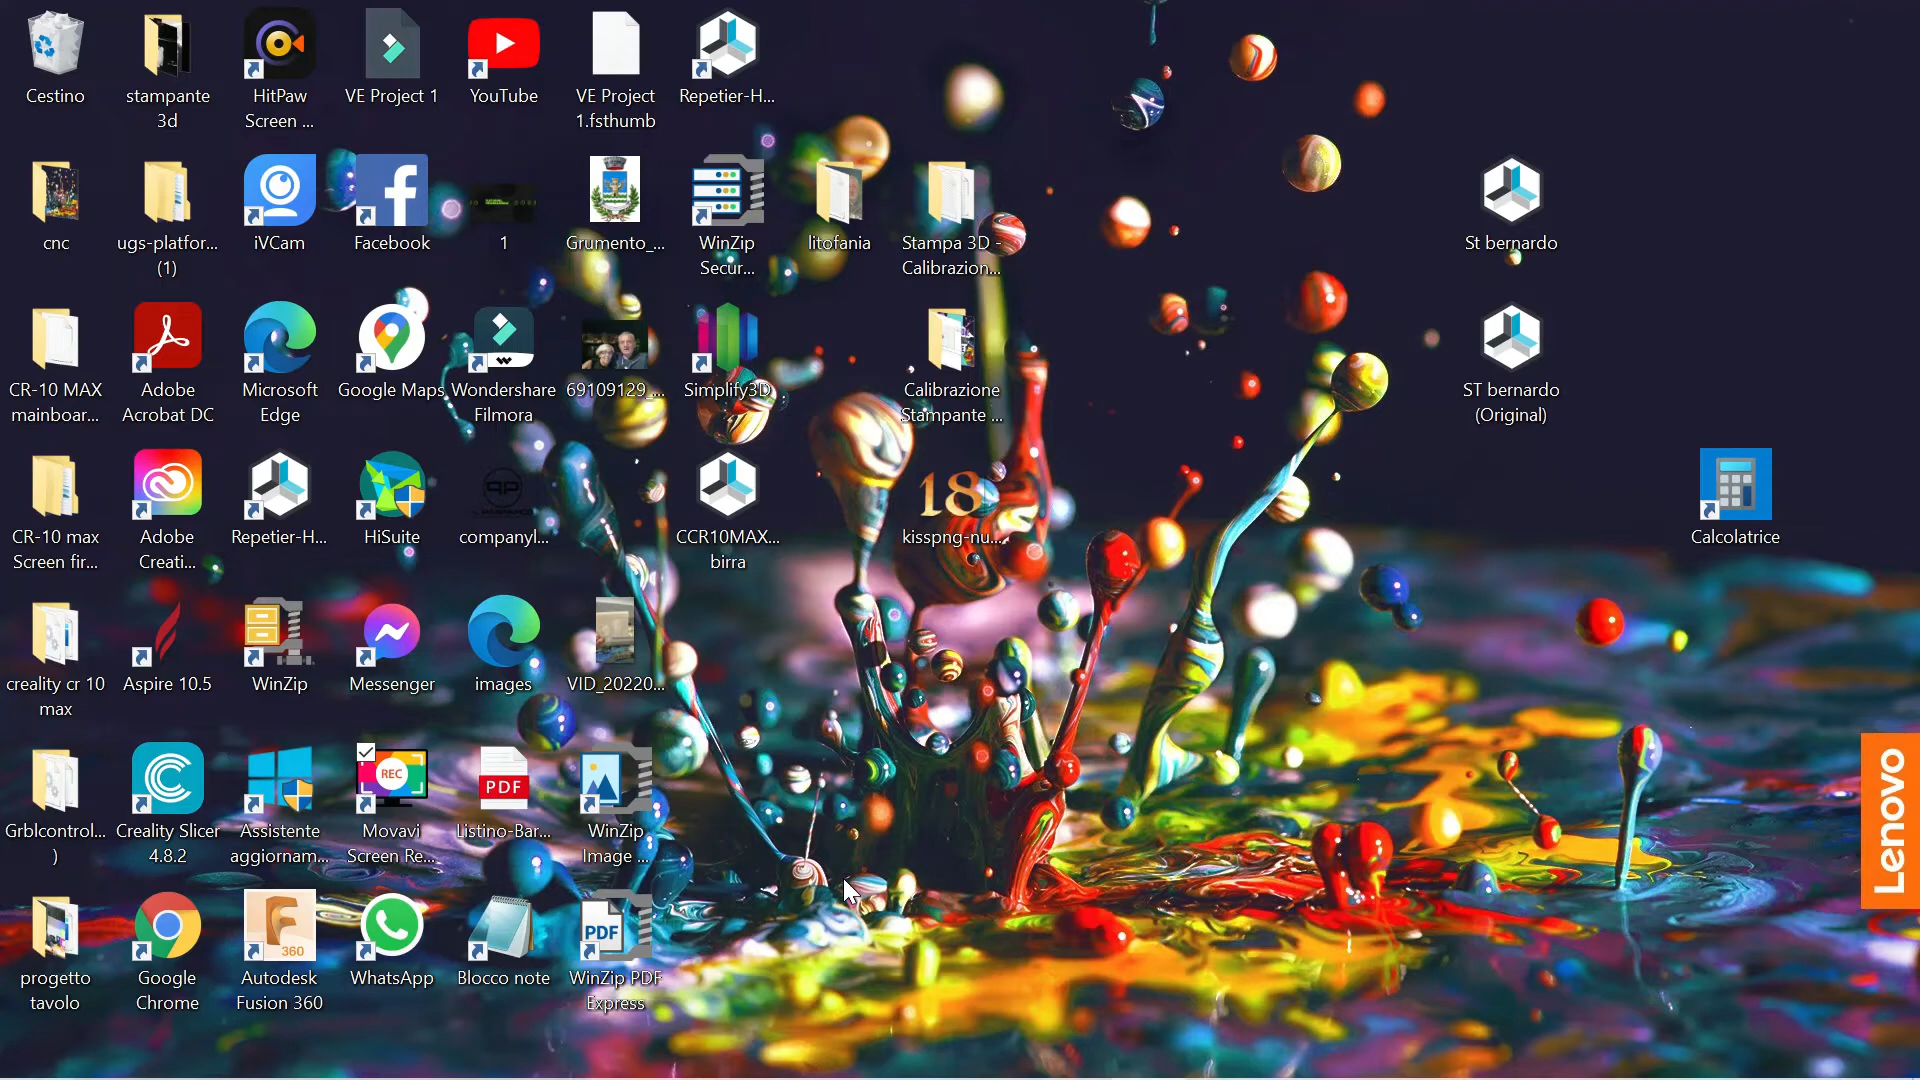 Cestino
stampante
3d
HitPaw
Screen ...
VE Project 1
YouTube
VE Project
1.fsthumb
Repetier-H...
cnc
ugs-platfor...
(1)
iVCam
Facebook
1
Grumento_...
WinZip
Secur...
litofania
Stampa 3D -
Calibrazion...
St bernardo
CR-10 MAX
mainboar...
Adobe
Acrobat DC
Microsoft
Edge
Google Maps
Wondershare
Filmora
69109129_...
Simplify3D
Calibrazione
Stampante ...
ST bernardo
(Original)
CR-10 max
Screen fir...
Adobe
Creati...
Repetier-H...
HiSuite
companyl...
CCR10MAX...
birra
18
kisspng-nu...
Calcolatrice
creality cr 10
max
Aspire 10.5
WinZip
Messenger
images
VID_20220...
Grblcontrol...
)
Creality Slicer
4.8.2
Assistente
aggiornam...
REC
Movavi
Screen Re...
PDF
Listino-Bar...
WinZip
Image ...
Lenovo
progetto
tavolo
Google
Chrome
360
Autodesk
Fusion 360
WhatsApp
Blocco note
PDF
WinZip PDF
Express